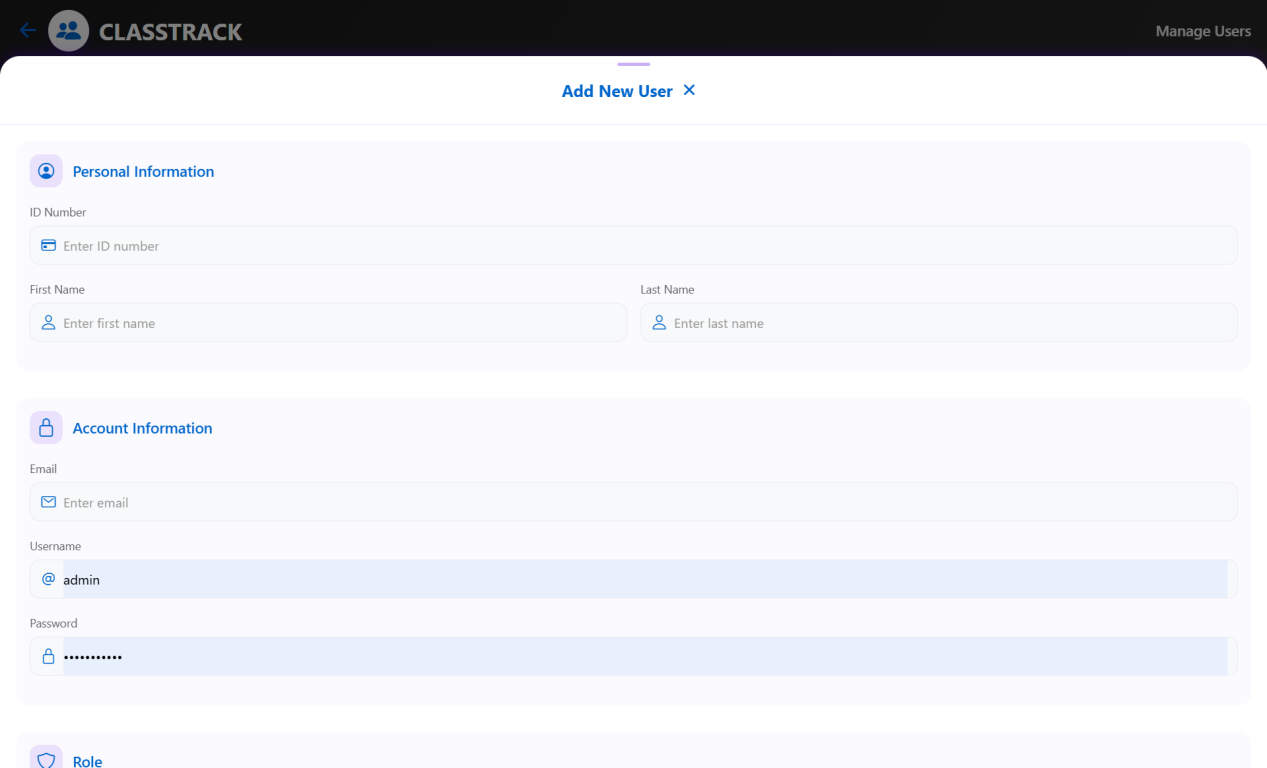 CLASSTRACK
Manage Users
Add New User
Personal Information
ID Number
Enter ID number
First Name
Last Name
Enter first name
Enter last name
Account Information
Email
Enter email
Username
@ admin
Password
•••••••••••
Role